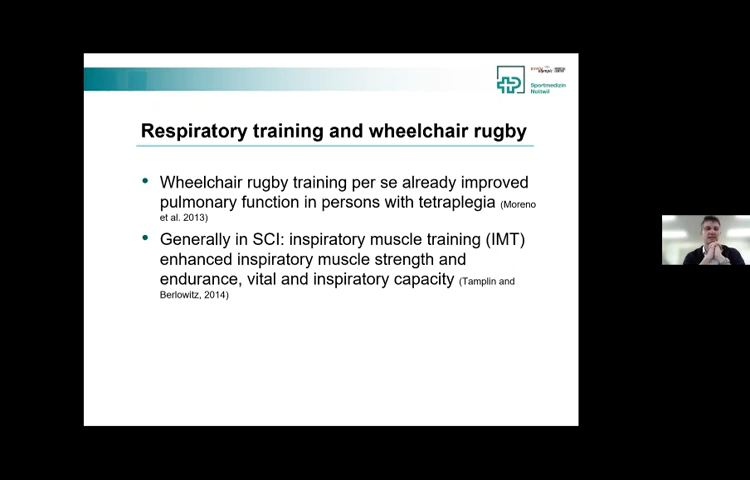 Sportmedizin
Nottwil
Respiratory training and wheelchair rugby
• Wheelchair rugby training per se already improved
pulmonary function in persons with tetraplegia (Moreno
et al. 2013)
• Generally in SCI: inspiratory muscle training (IMT)
enhanced inspiratory muscle strength and
endurance, vital and inspiratory capacity (Tamplin and
Berlowitz, 2014)